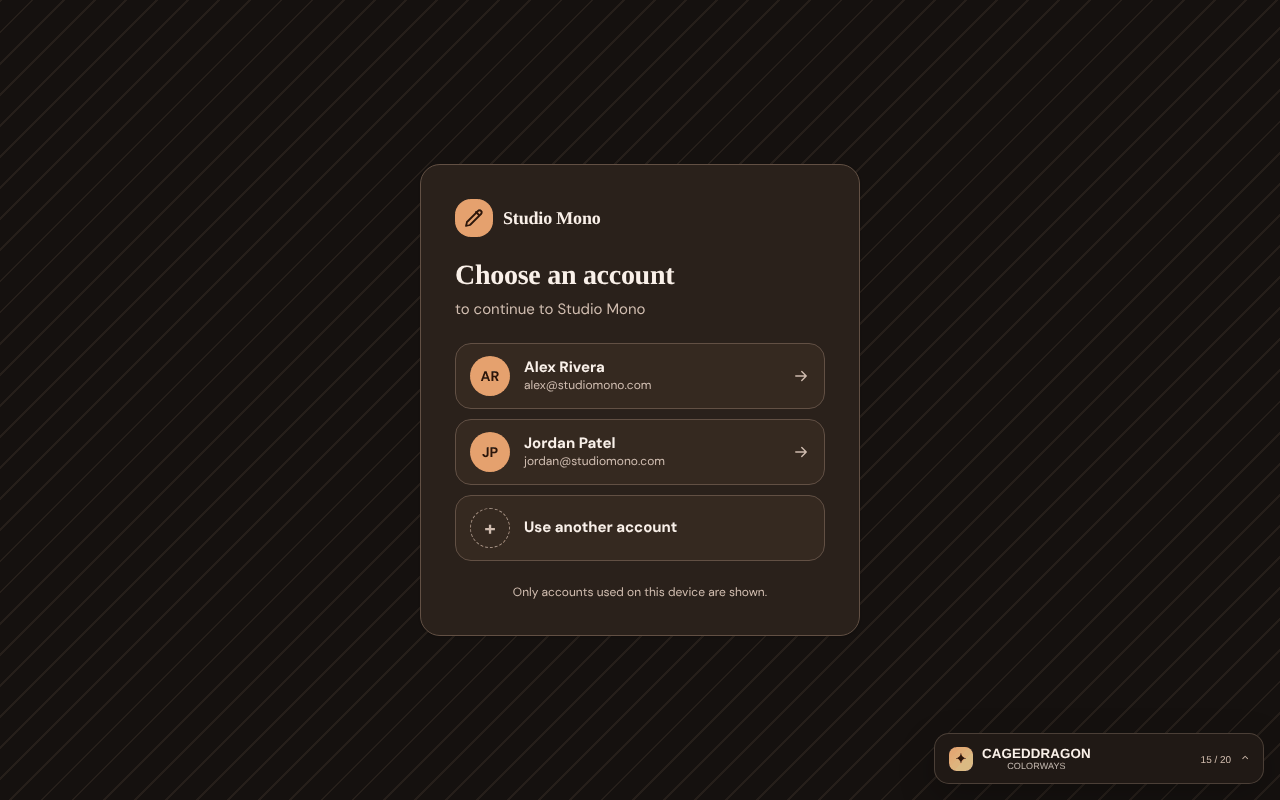 Studio Mono
Choose an account
to continue to Studio Mono
AR
Alex Rivera
alex@studiomono.com
JP
Jordan Patel
jordan@studiomono.com
+
Use another account
Only accounts used on this device are shown.
CAGEDDRAGON
COLORWAYS
15 / 20